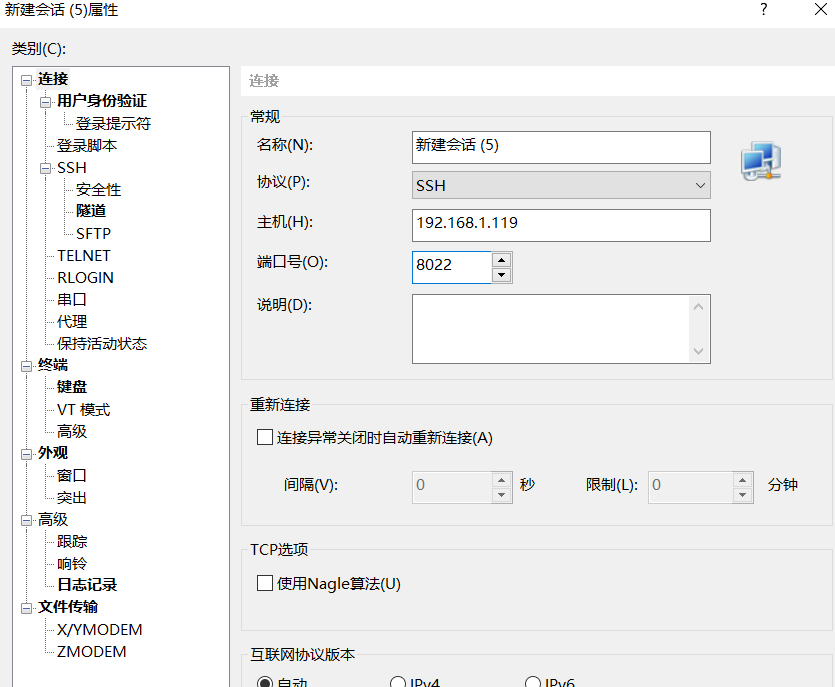 新建会话 (5)属性
?
类别(C):
连接
用户身份验证
登录提示符
登录脚本
SSH
安全性
隧道
SFTP
TELNET
RLOGIN
串口
代理
保持活动状态
终端
键盘
VT 模式
高级
外观
窗口
突出
高级
跟踪
响铃
日志记录
文件传输
X/YMODEM
ZMODEM
连接
常规
名称(N): 新建会话 (5)
协议(P): SSH
主机(H): 192.168.1.119
端口号(O): 8022
说明(D):
重新连接
连接异常关闭时自动重新连接(A)
间隔(V): 0 秒 限制(L): 0 分钟
TCP选项
使用Nagle算法(U)
互联网协议版本
自动 IPv4 IPv6